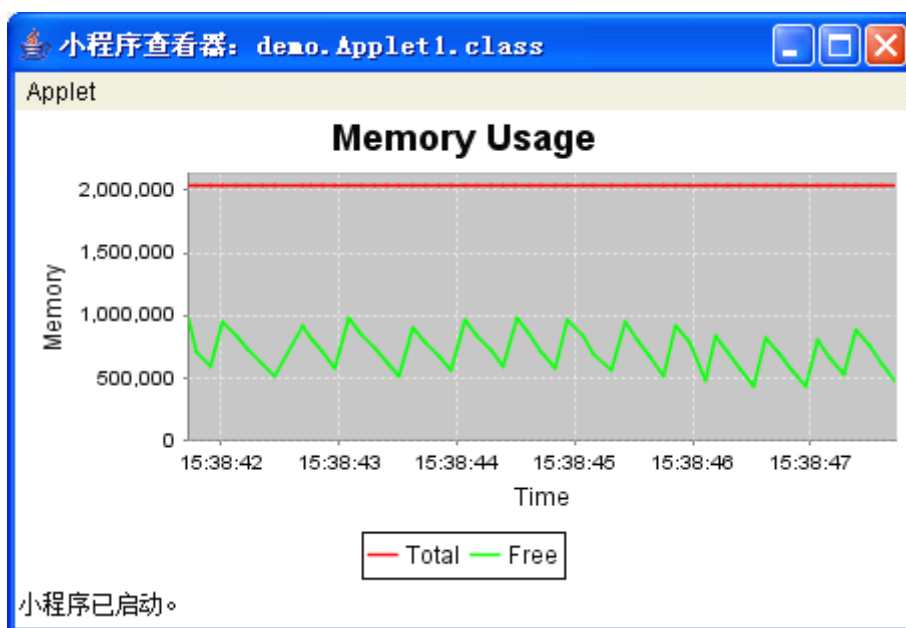 小程序查看器: demo.Applet1.class
Applet
Memory Usage
2,000,000
1,500,000
1,000,000
500,000
0
Memory
15:38:42 15:38:43 15:38:44 15:38:45 15:38:46 15:38:47
Time
Total Free
小程序已启动。